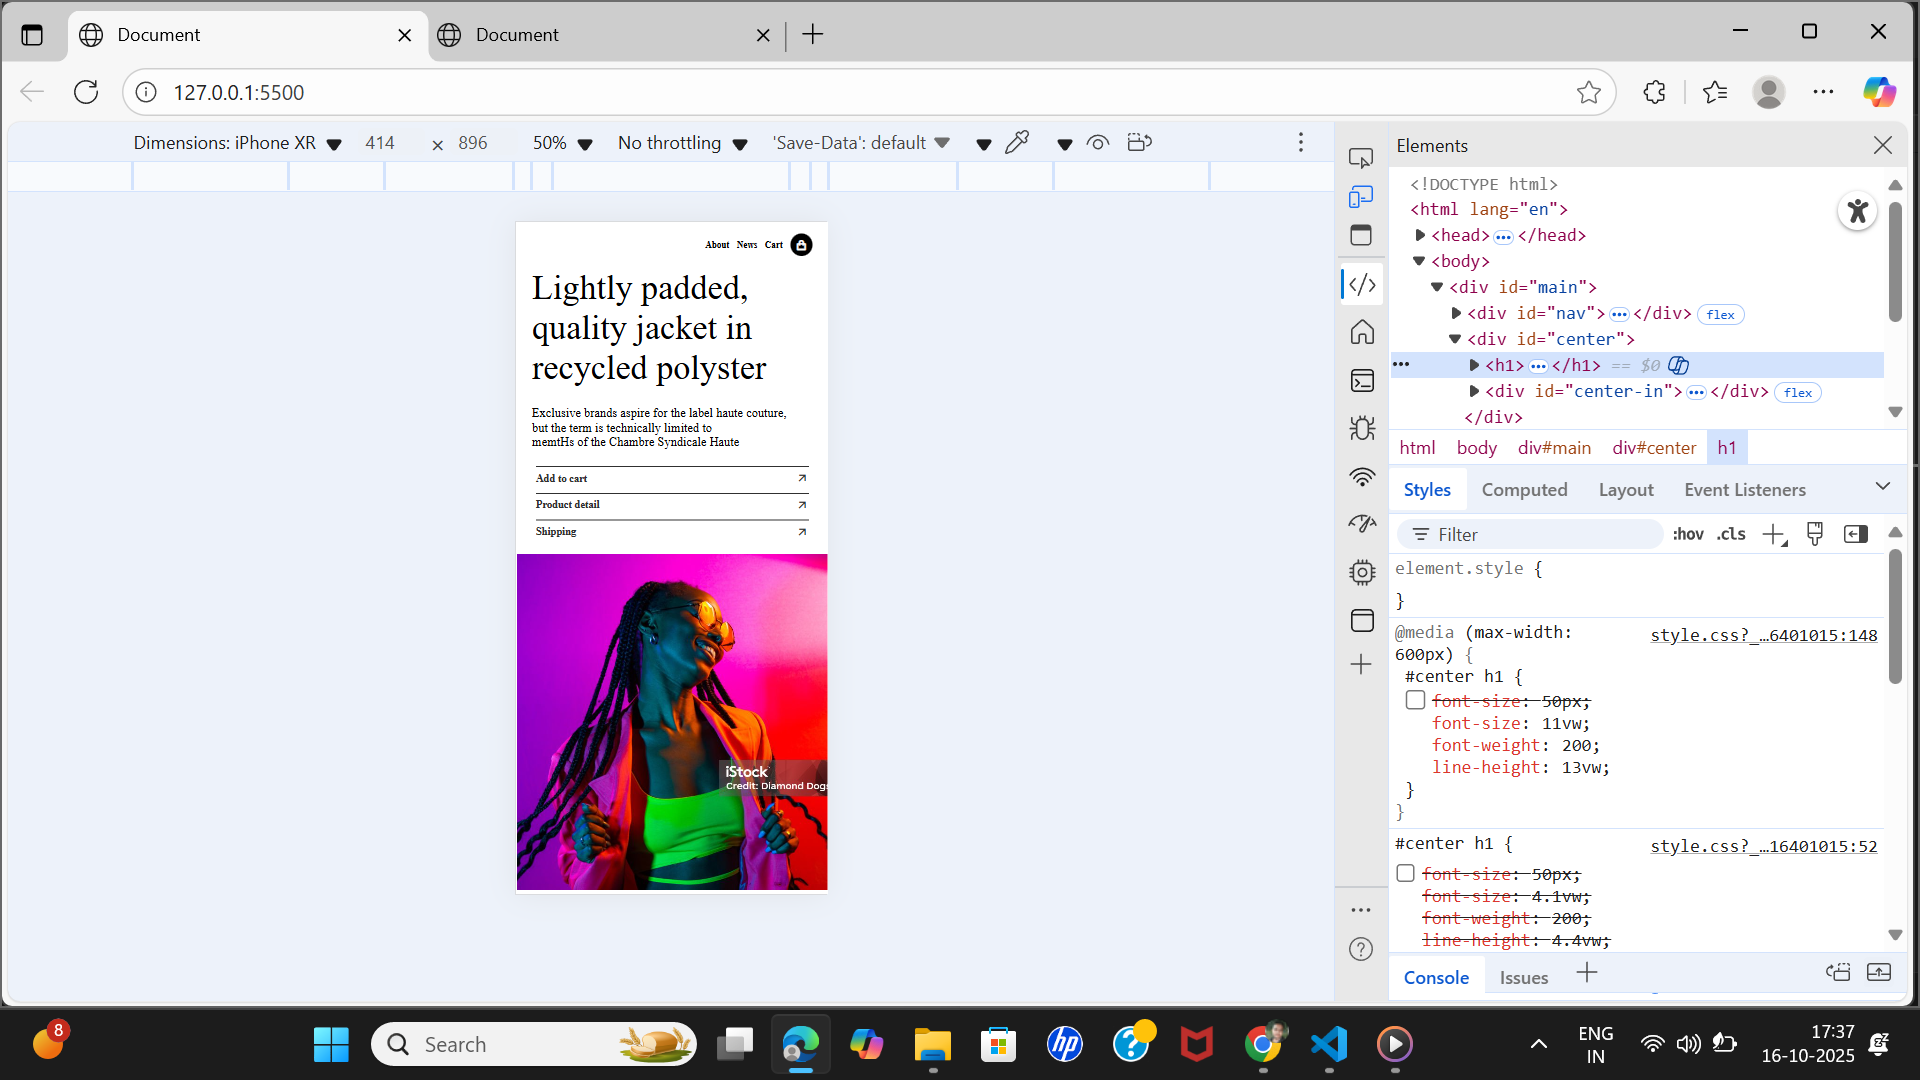 Document
Document
127.0.0.1:5500
Dimensions: iPhone XR 414 × 896 50% No throttling 'Save-Data': default
About News Cart
Lightly padded,
quality jacket in
recycled polyster
Exclusive brands aspire for the label haute couture,
but the term is technically limited to
memtHs of the Chambre Syndicale Haute
Add to cart
Product detail
Shipping
iStock
Credit: Diamond Dogs
Elements
<!DOCTYPE html>
<html lang="en">
<head> ••• </head>
<body>
<div id="main">
<div id="nav"> ••• </div> flex
<div id="center">
••• <h1> ••• </h1> == $0
<div id="center-in"> ••• </div> flex
</div>
html body div#main div#center h1
Styles Computed Layout Event Listeners
Filter :hov .cls
element.style {
}
@media (max-width: style.css?_…6401015:148
600px) {
#center h1 {
font-size: 50px;
font-size: 11vw;
font-weight: 200;
line-height: 13vw;
}
}
#center h1 { style.css?_…16401015:52
font-size: 50px;
font-size: 4.1vw;
font-weight: 200;
line-height: 4.4vw;
Console Issues
8
Search
hp
ENG
IN
17:37
16-10-2025